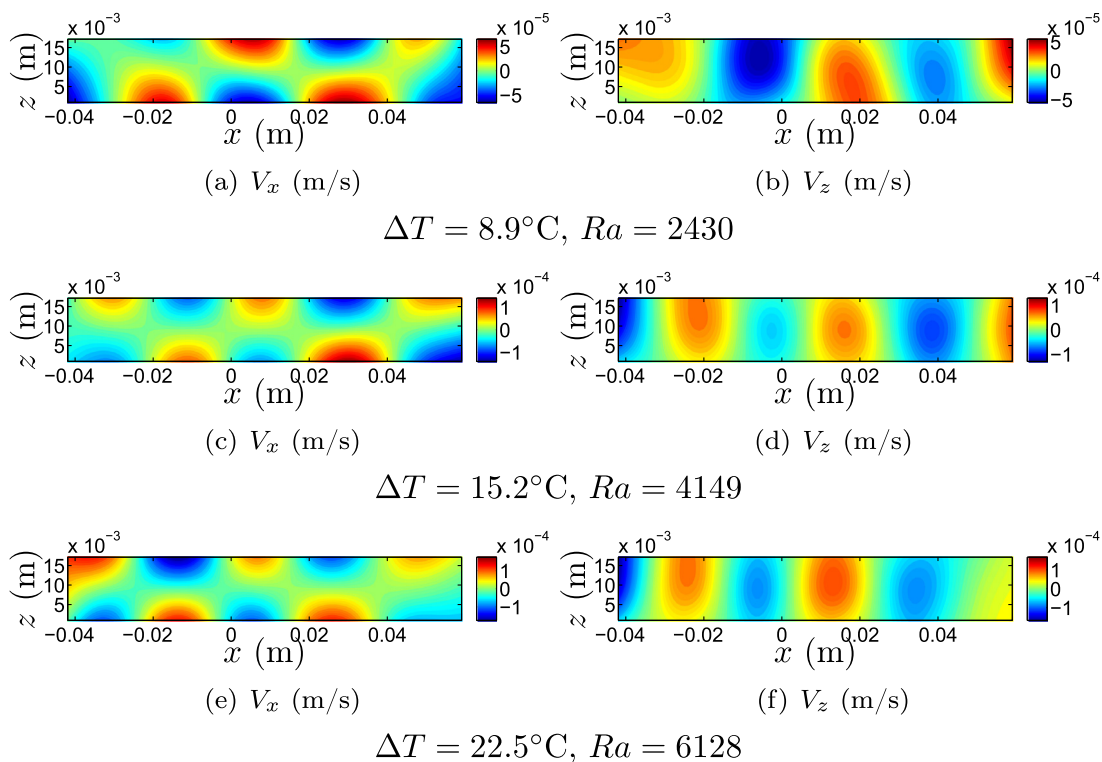 x 10⁻³ x 10⁻⁵ x 10⁻³ x 10⁻⁵
z (m) 15 10 5 5 0 −5 z (m) 15 10 5 5 0 −5
−0.04 −0.02 0 0.02 0.04 −0.04 −0.02 0 0.02 0.04
x (m) x (m)
(a) Vₓ (m/s) (b) V_z (m/s)
ΔT = 8.9°C, Ra = 2430
x 10⁻³ x 10⁻⁴ x 10⁻³ x 10⁻⁴
z (m) 15 10 5 1 0 −1 z (m) 15 10 5 1 0 −1
−0.04 −0.02 0 0.02 0.04 −0.04 −0.02 0 0.02 0.04
x (m) x (m)
(c) Vₓ (m/s) (d) V_z (m/s)
ΔT = 15.2°C, Ra = 4149
x 10⁻³ x 10⁻⁴ x 10⁻³ x 10⁻⁴
z (m) 15 10 5 1 0 −1 z (m) 15 10 5 1 0 −1
−0.04 −0.02 0 0.02 0.04 −0.04 −0.02 0 0.02 0.04
x (m) x (m)
(e) Vₓ (m/s) (f) V_z (m/s)
ΔT = 22.5°C, Ra = 6128